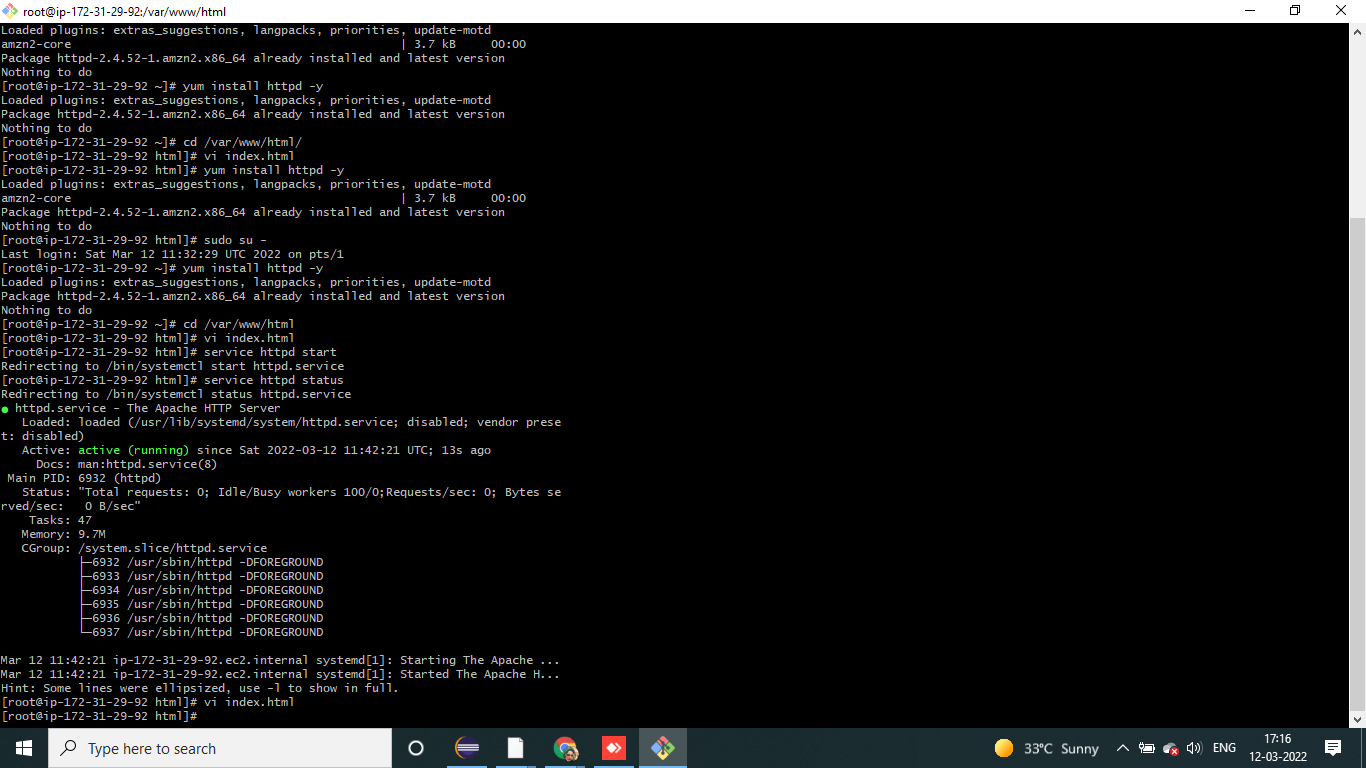 root@ip-172-31-29-92:/var/www/html
Loaded plugins: extras_suggestions, langpacks, priorities, update-motd
amzn2-core | 3.7 kB 00:00
Package httpd-2.4.52-1.amzn2.x86_64 already installed and latest version
Nothing to do
[root@ip-172-31-29-92 ~]# yum install httpd -y
Loaded plugins: extras_suggestions, langpacks, priorities, update-motd
Package httpd-2.4.52-1.amzn2.x86_64 already installed and latest version
Nothing to do
[root@ip-172-31-29-92 ~]# cd /var/www/html/
[root@ip-172-31-29-92 html]# vi index.html
[root@ip-172-31-29-92 html]# yum install httpd -y
Loaded plugins: extras_suggestions, langpacks, priorities, update-motd
amzn2-core | 3.7 kB 00:00
Package httpd-2.4.52-1.amzn2.x86_64 already installed and latest version
Nothing to do
[root@ip-172-31-29-92 html]# sudo su -
Last login: Sat Mar 12 11:32:29 UTC 2022 on pts/1
[root@ip-172-31-29-92 ~]# yum install httpd -y
Loaded plugins: extras_suggestions, langpacks, priorities, update-motd
Package httpd-2.4.52-1.amzn2.x86_64 already installed and latest version
Nothing to do
[root@ip-172-31-29-92 ~]# cd /var/www/html
[root@ip-172-31-29-92 html]# vi index.html
[root@ip-172-31-29-92 html]# service httpd start
Redirecting to /bin/systemctl start httpd.service
[root@ip-172-31-29-92 html]# service httpd status
Redirecting to /bin/systemctl status httpd.service
● httpd.service - The Apache HTTP Server
Loaded: loaded (/usr/lib/systemd/system/httpd.service; disabled; vendor prese
t: disabled)
Active: active (running) since Sat 2022-03-12 11:42:21 UTC; 13s ago
Docs: man:httpd.service(8)
Main PID: 6932 (httpd)
Status: "Total requests: 0; Idle/Busy workers 100/0;Requests/sec: 0; Bytes se
rved/sec: 0 B/sec"
Tasks: 47
Memory: 9.7M
CGroup: /system.slice/httpd.service
├─6932 /usr/sbin/httpd -DFOREGROUND
├─6933 /usr/sbin/httpd -DFOREGROUND
├─6934 /usr/sbin/httpd -DFOREGROUND
├─6935 /usr/sbin/httpd -DFOREGROUND
├─6936 /usr/sbin/httpd -DFOREGROUND
└─6937 /usr/sbin/httpd -DFOREGROUND
Mar 12 11:42:21 ip-172-31-29-92.ec2.internal systemd[1]: Starting The Apache ...
Mar 12 11:42:21 ip-172-31-29-92.ec2.internal systemd[1]: Started The Apache H...
Hint: Some lines were ellipsized, use -l to show in full.
[root@ip-172-31-29-92 html]# vi index.html
[root@ip-172-31-29-92 html]#
Type here to search
33°C Sunny
ENG
17:16
12-03-2022